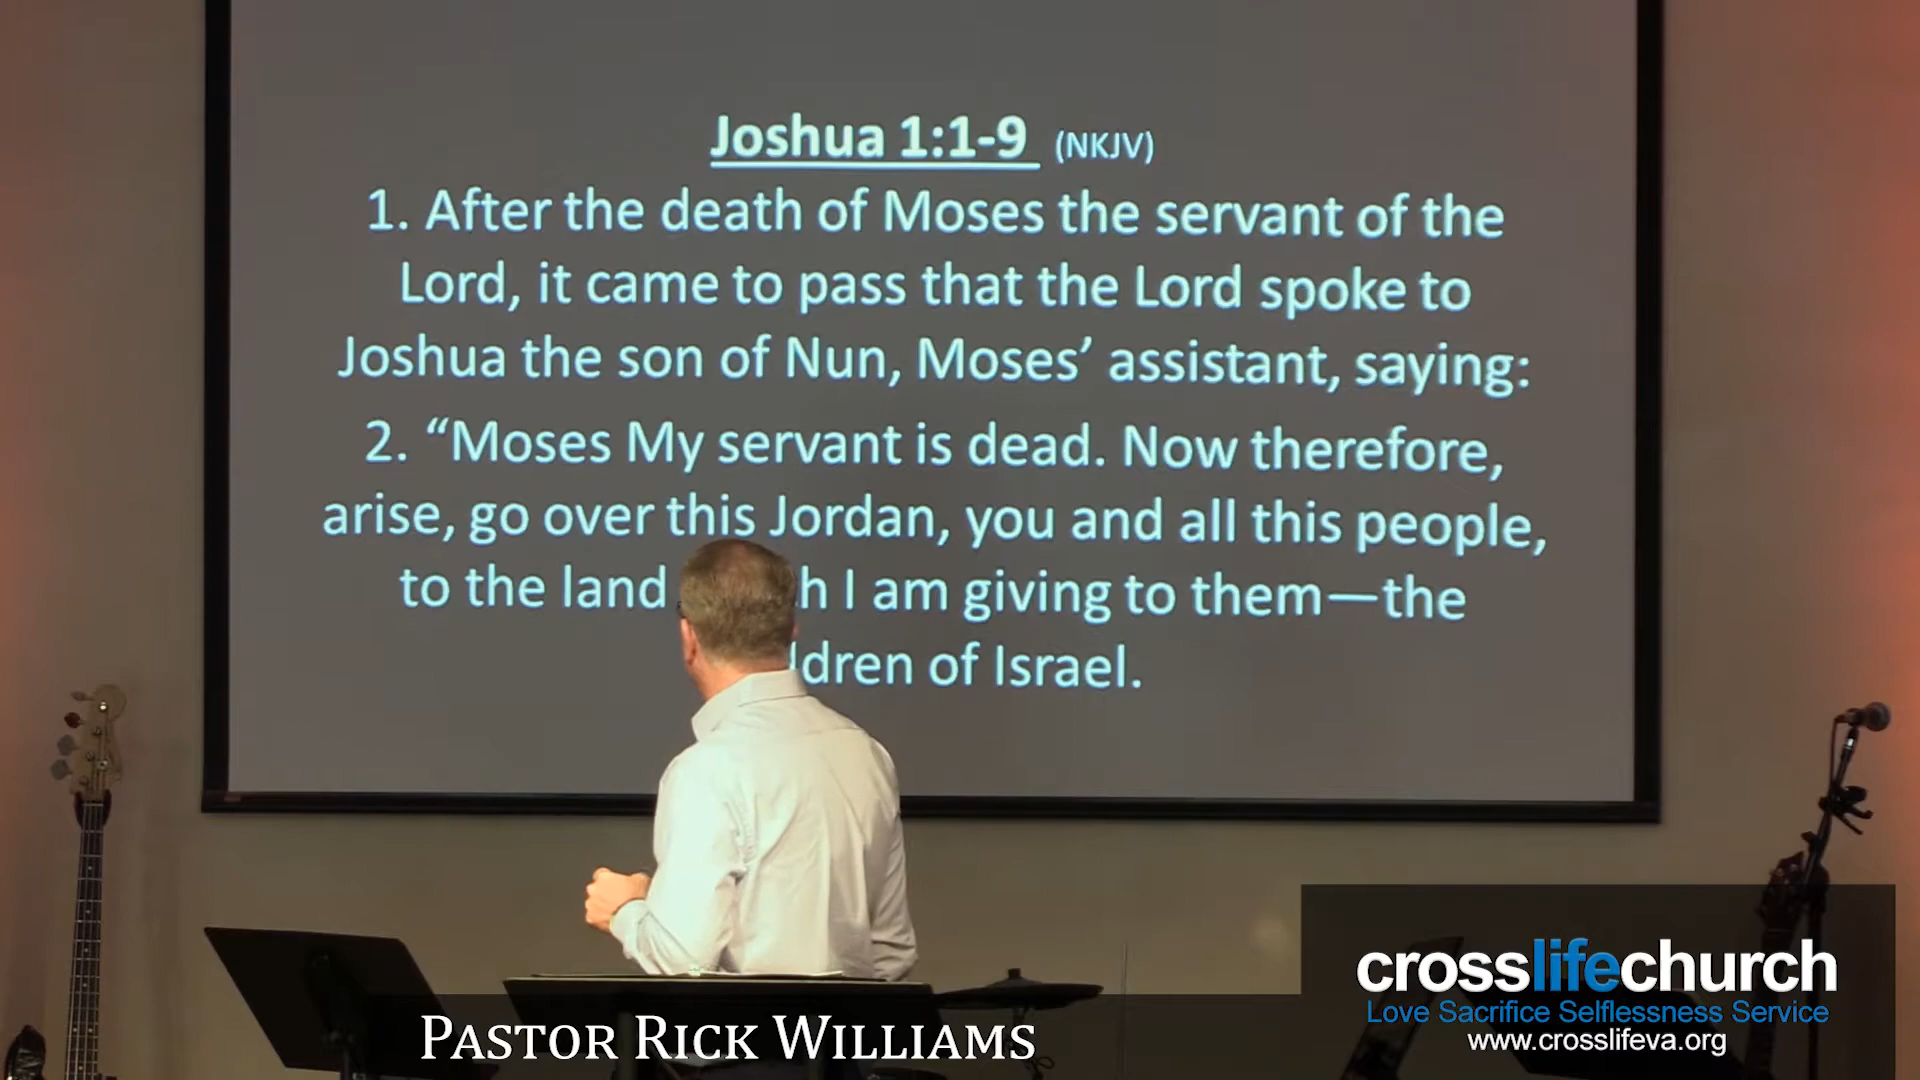 Joshua 1:1-9 (NKJV)
1. After the death of Moses the servant of the
Lord, it came to pass that the Lord spoke to
Joshua the son of Nun, Moses’ assistant, saying:
2. “Moses My servant is dead. Now therefore,
arise, go over this Jordan, you and all this people,
to the land I am giving to them—the
of Israel.
PASTOR RICK WILLIAMS
crosslifechurch
Love Sacrifice Selflessness Service
www.crosslifeva.org